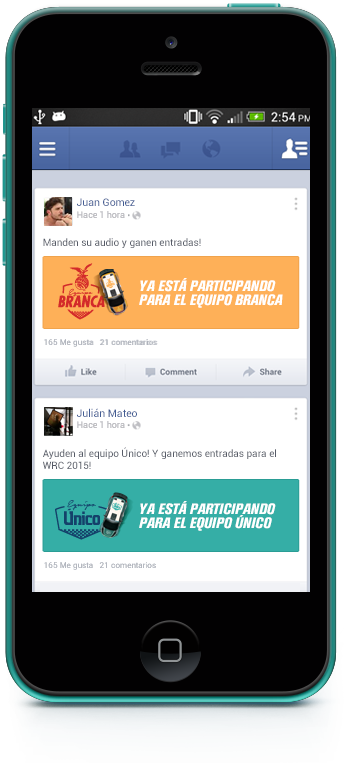 2:54 PM
Juan Gomez
Hace 1 hora •
Manden su audio y ganen entradas!
Equipo
BRANCA
YA ESTÁ PARTICIPANDO
PARA EL EQUIPO BRANCA
165 Me gusta 21 comentarios
Like Comment Share
Julián Mateo
Hace 1 hora •
Ayuden al equipo Único! Y ganemos entradas para el
WRC 2015!
Equipo
Único
YA ESTÁ PARTICIPANDO
PARA EL EQUIPO ÚNICO
165 Me gusta 21 comentarios